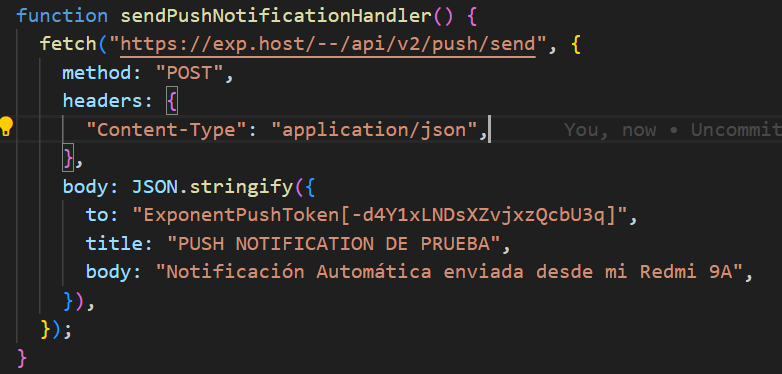 function sendPushNotificationHandler() {
fetch("https://exp.host/--/api/v2/push/send", {
method: "POST",
headers: {
"Content-Type": "application/json", You, now • Uncommit
},
body: JSON.stringify({
to: "ExponentPushToken[-d4Y1xLNDsXZvjxzQcbU3q]",
title: "PUSH NOTIFICATION DE PRUEBA",
body: "Notificación Automática enviada desde mi Redmi 9A",
}),
});
}